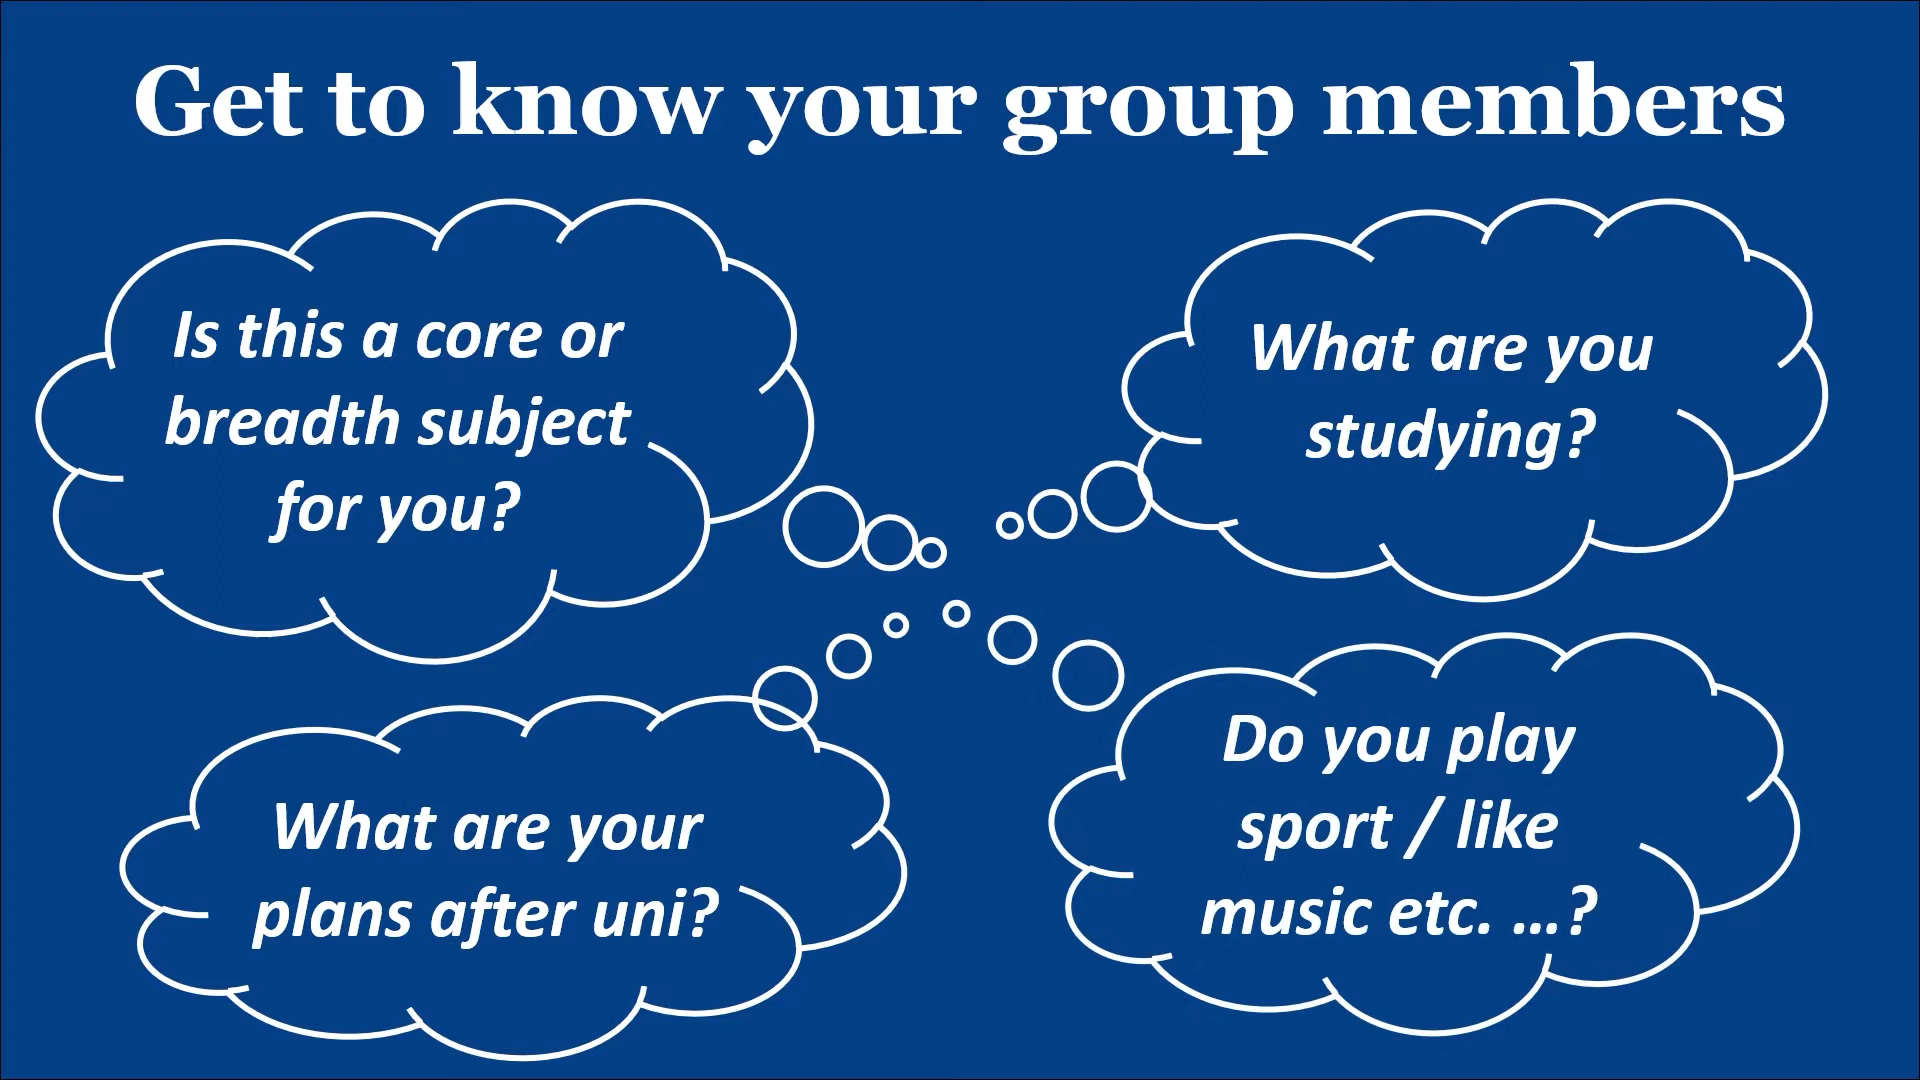 Get to know your group members
Is this a core or
breadth subject
for you?
What are you
studying?
What are your
plans after uni?
Do you play
sport / like
music etc. ...?